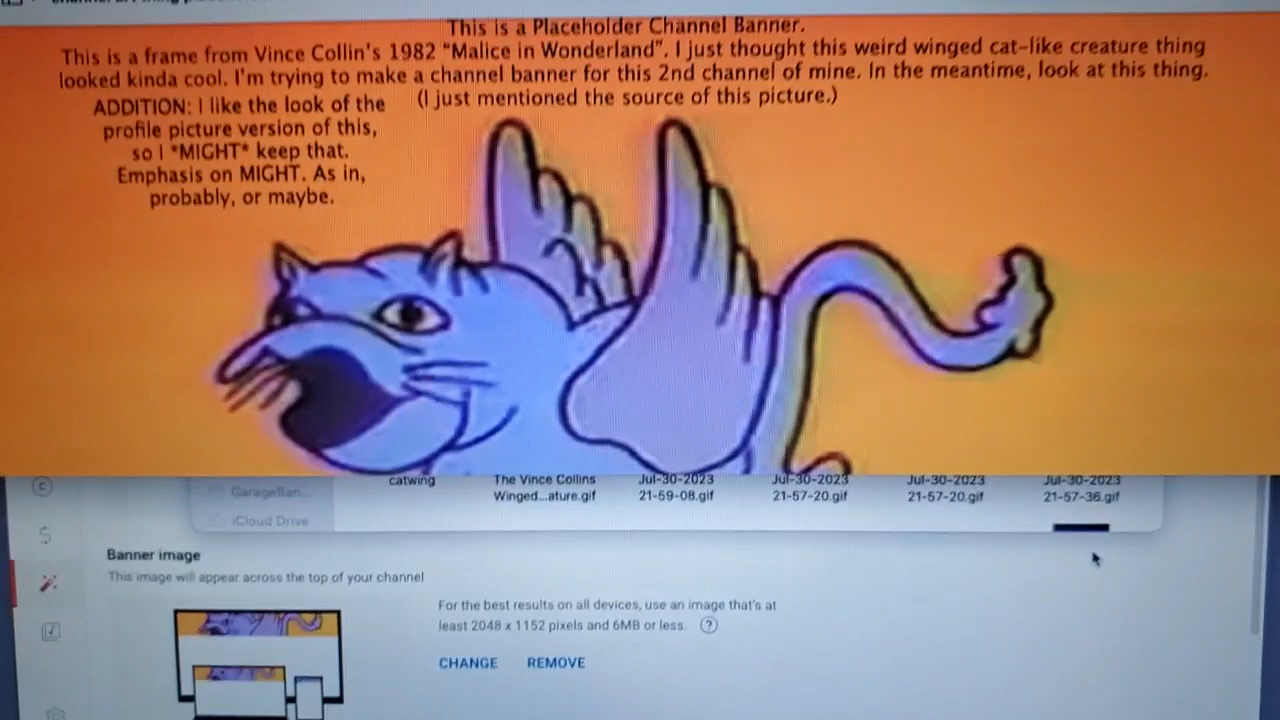 This is a Placeholder Channel Banner.
This is a frame from Vince Collin's 1982 “Malice in Wonderland”. I just thought this weird winged cat-like creature thing
looked kinda cool. I'm trying to make a channel banner for this 2nd channel of mine. In the meantime, look at this thing.
(I just mentioned the source of this picture.)
ADDITION: I like the look of the
profile picture version of this,
so I *MIGHT* keep that.
Emphasis on MIGHT. As in,
probably, or maybe.
GarageBan...
iCloud Drive
catwing
The Vince Collins
Winged...ature.gif
Jul-30-2023
21-59-08.gif
Jul-30-2023
21-57-20.gif
Jul-30-2023
21-57-20.gif
Jul-30-2023
21-57-36.gif
Banner image
This image will appear across the top of your channel
For the best results on all devices, use an image that's at
least 2048 x 1152 pixels and 6MB or less. ?
CHANGE REMOVE